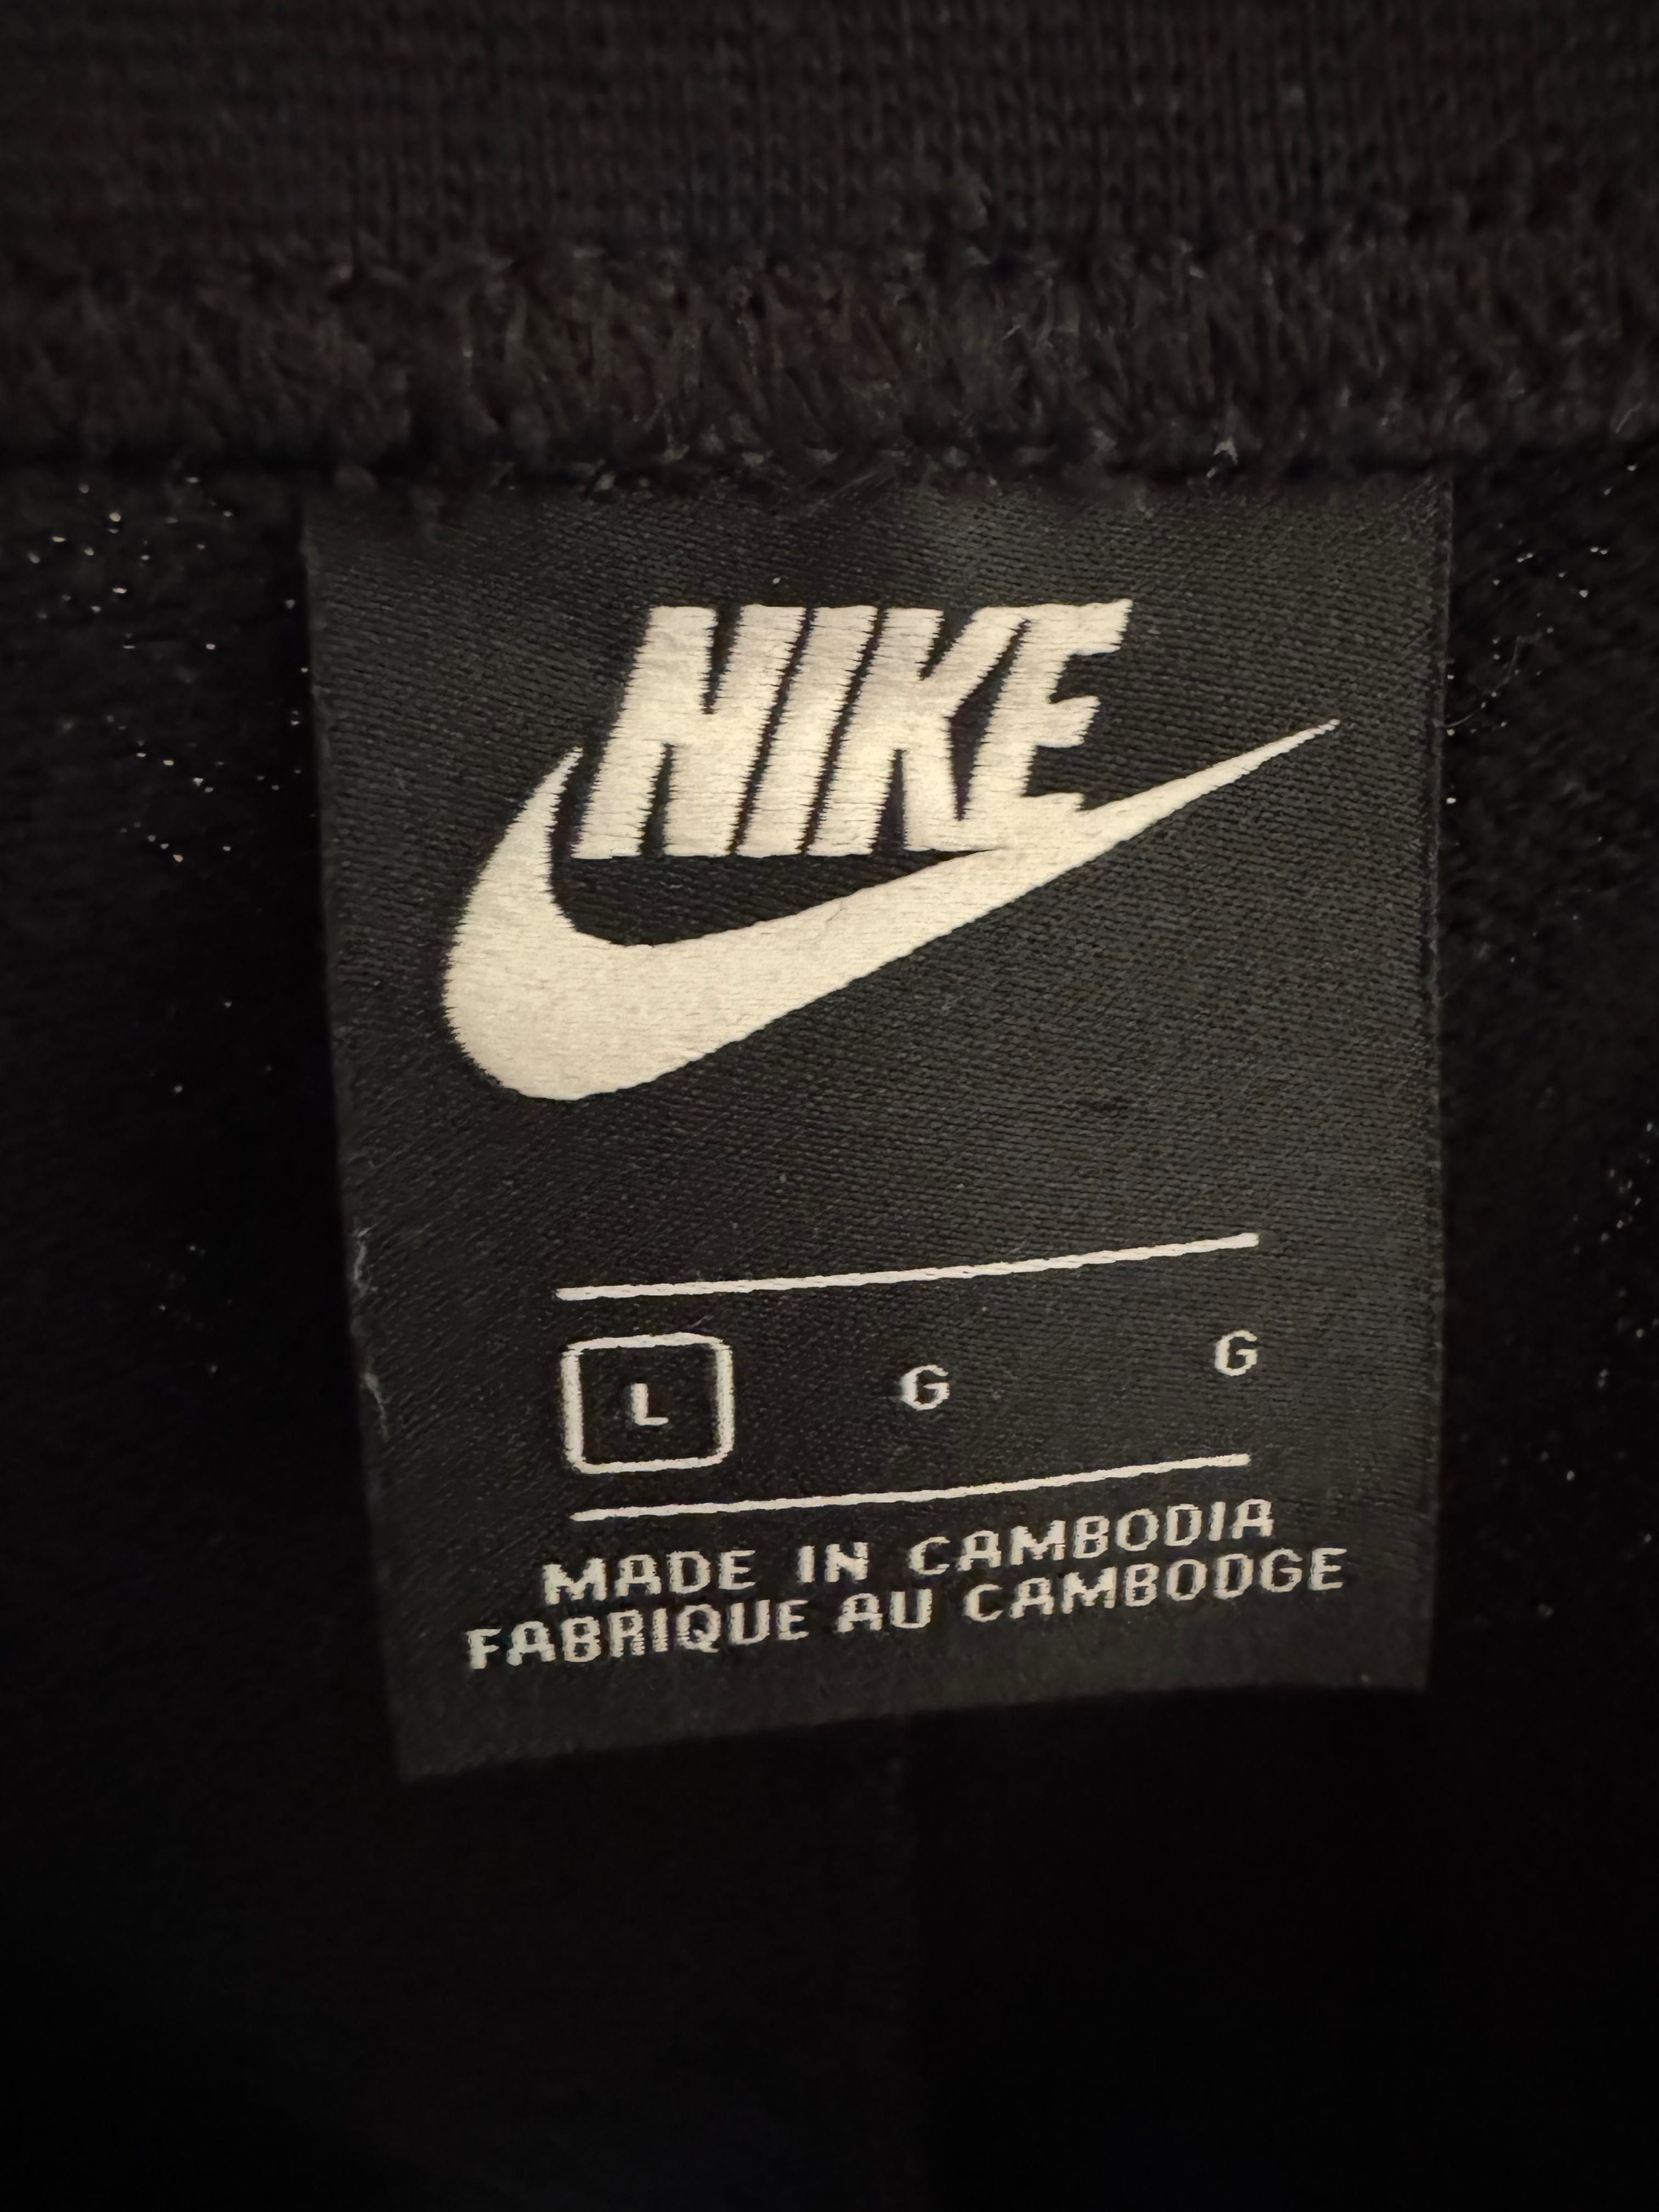 NIKE
L G G
MADE IN CAMBODIA
FABRIQUE AU CAMBODGE